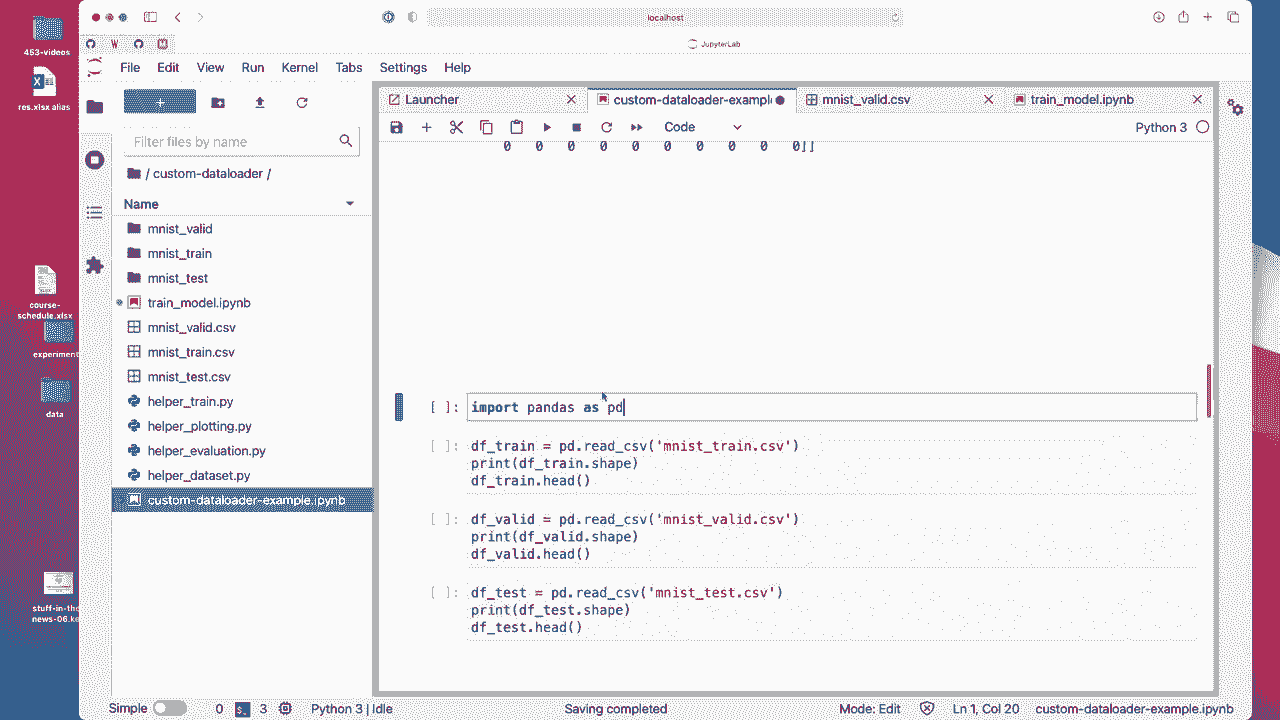 localhost
JupyterLab
File Edit View Run Kernel Tabs Settings Help
453-videos
res.xlsx alias
course-
schedule.xlsx
experiment
data
stuff-in-the
news-06.ke
Filter files by name
/ custom-dataloader /
Name
mnist_valid
mnist_train
mnist_test
train_model.ipynb
mnist_valid.csv
mnist_train.csv
mnist_test.csv
helper_train.py
helper_plotting.py
helper_evaluation.py
helper_dataset.py
custom-dataloader-example.ipynb
Launcher custom-dataloader-example mnist_valid.csv train_model.ipynb
Code Python 3
0 0 0 0 0 0 0 0 0 0]]
[ ]: import pandas as pd
[ ]: df_train = pd.read_csv('mnist_train.csv')
print(df_train.shape)
df_train.head()
[ ]: df_valid = pd.read_csv('mnist_valid.csv')
print(df_valid.shape)
df_valid.head()
[ ]: df_test = pd.read_csv('mnist_test.csv')
print(df_test.shape)
df_test.head()
Simple 0 $_ 3 Python 3 | Idle Saving completed Mode: Edit Ln 1, Col 20 custom-dataloader-example.ipynb